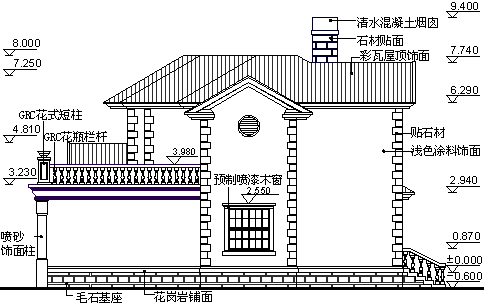 9.400
清水混凝土烟囱
石材贴面
彩瓦屋顶饰面
8.000
7.740
7.250
6.290
GRC花式短柱
4.810
GRC花瓶栏杆
贴石材
浅色涂料饰面
3.980
3.230
预制喷漆木窗
2.550
2.940
喷砂
饰面柱
0.870
±0.000
-0.600
毛石基座
花岗岩铺面